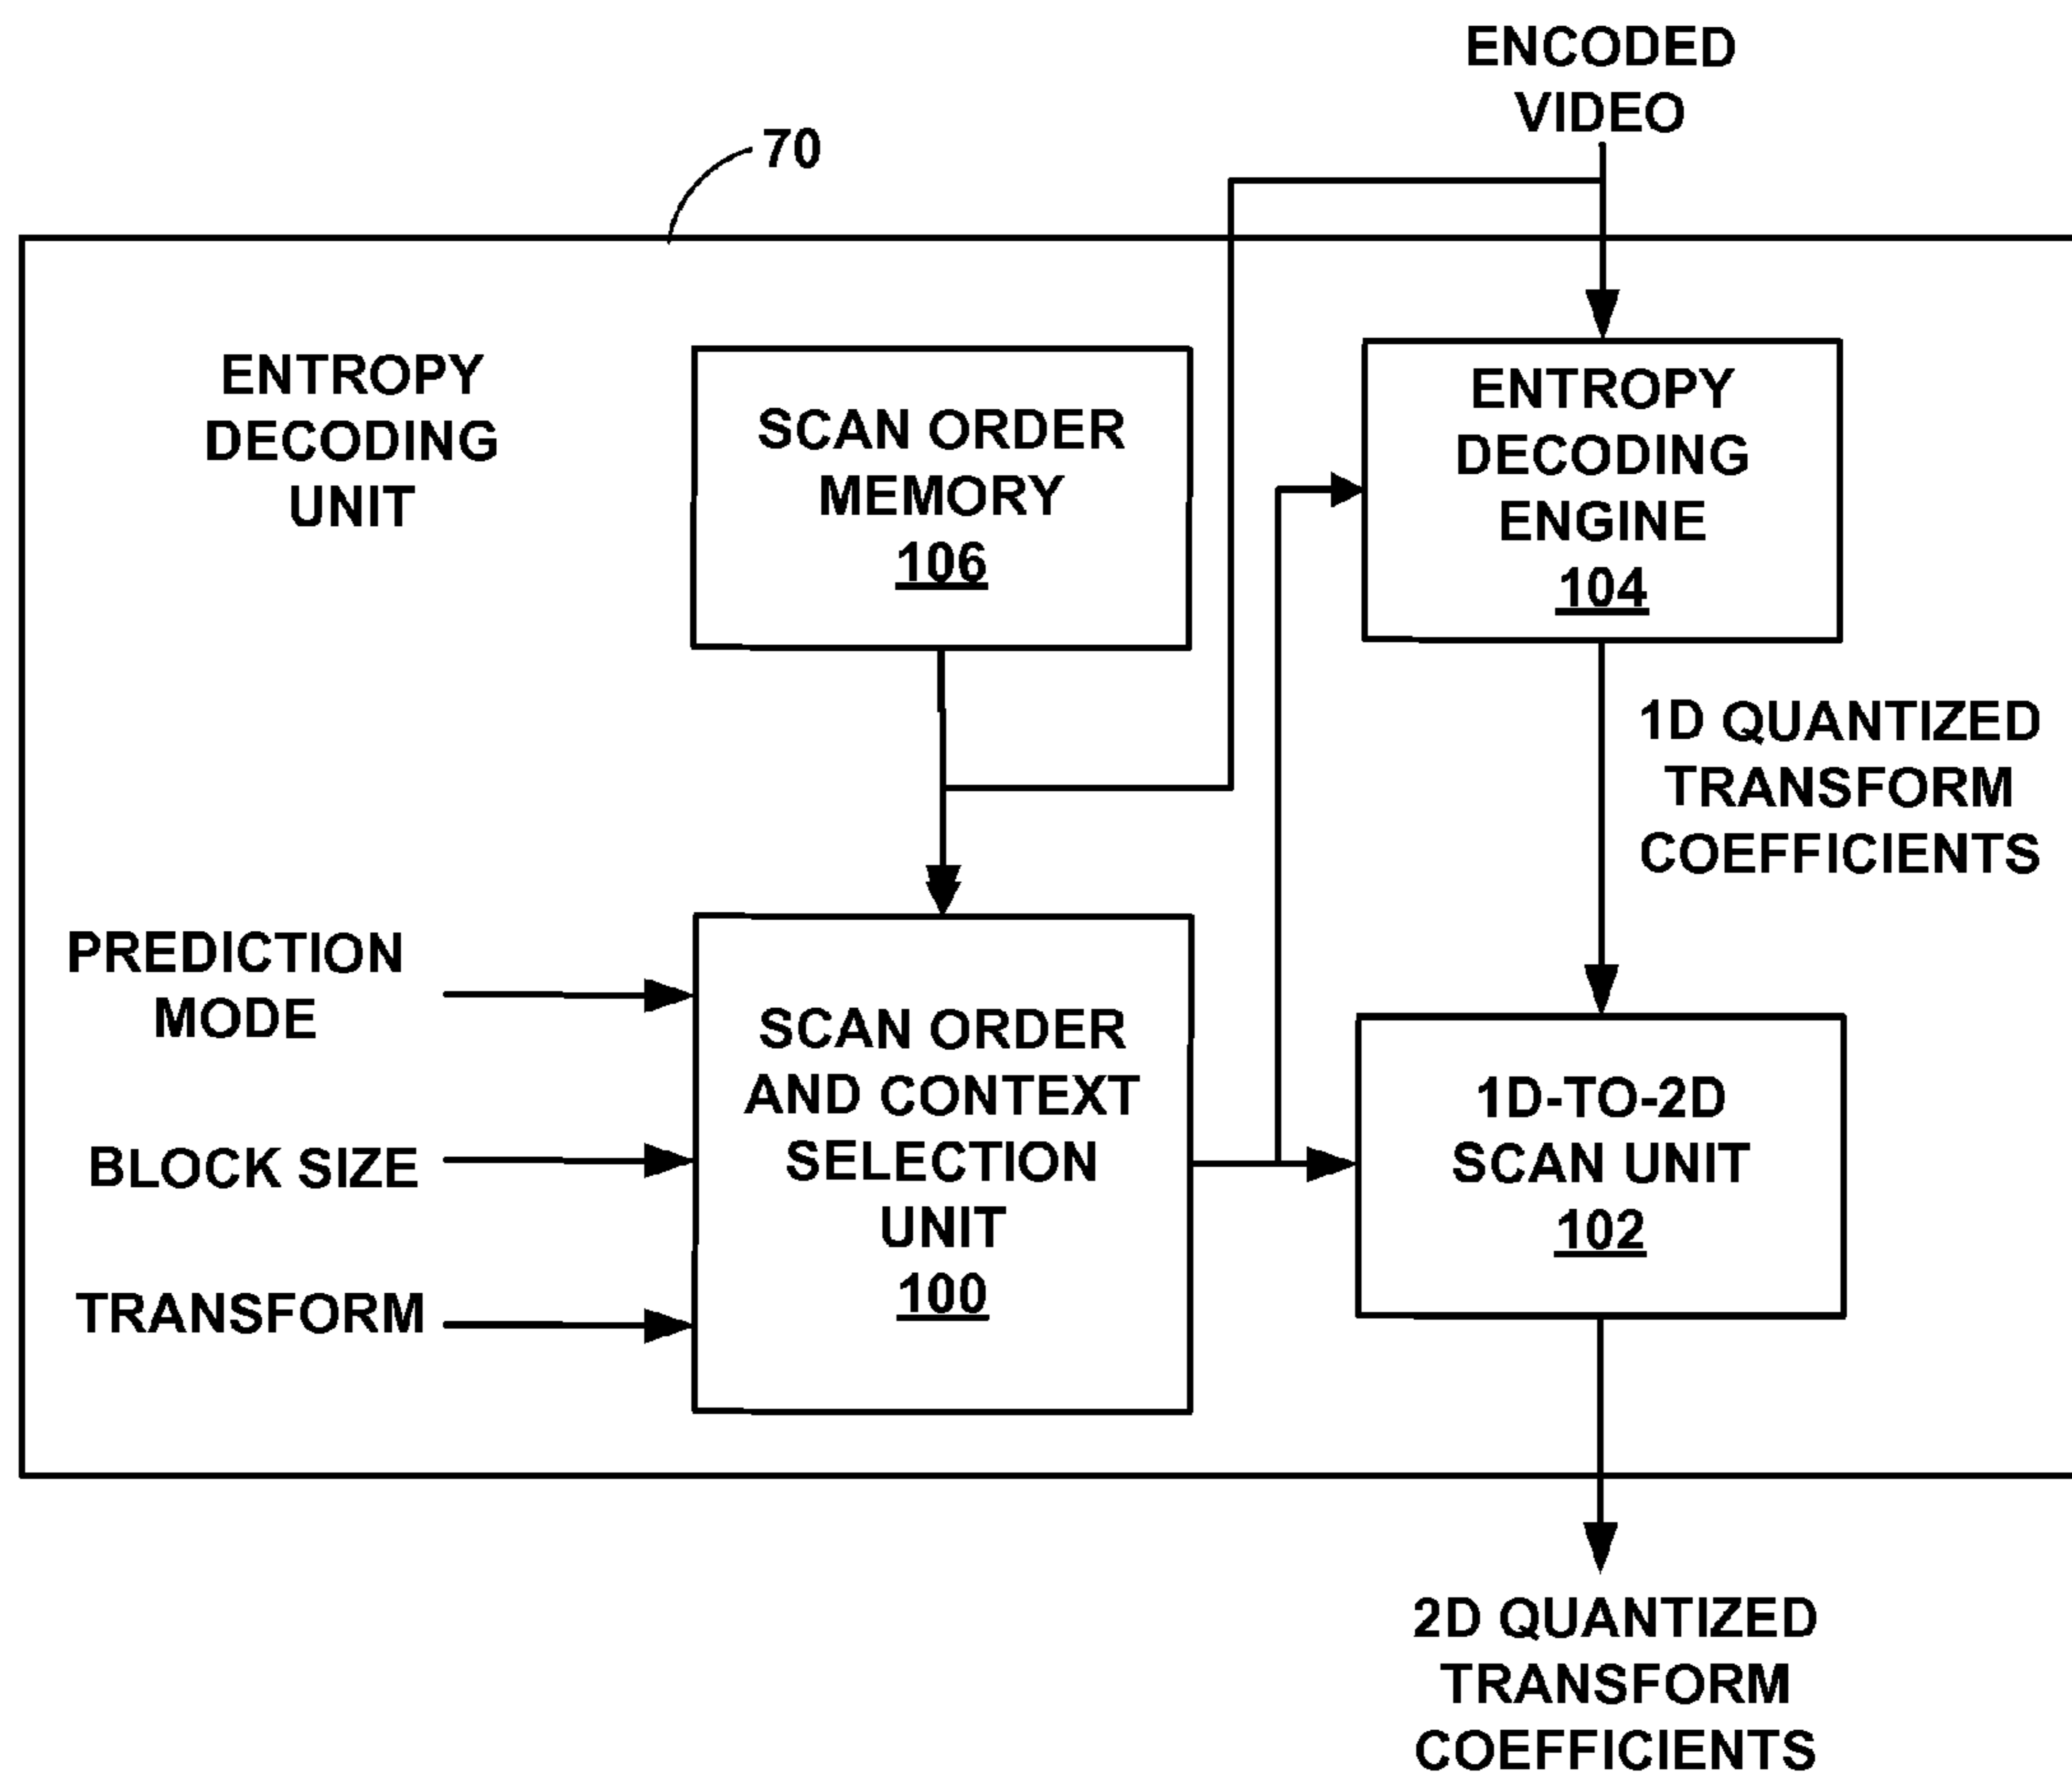 ENCODED
VIDEO
70
ENTROPY
DECODING
UNIT
SCAN ORDER
MEMORY
106
ENTROPY
DECODING
ENGINE
104
1D QUANTIZED
TRANSFORM
COEFFICIENTS
PREDICTION
MODE
BLOCK SIZE
TRANSFORM
SCAN ORDER
AND CONTEXT
SELECTION
UNIT
100
1D-TO-2D
SCAN UNIT
102
2D QUANTIZED
TRANSFORM
COEFFICIENTS